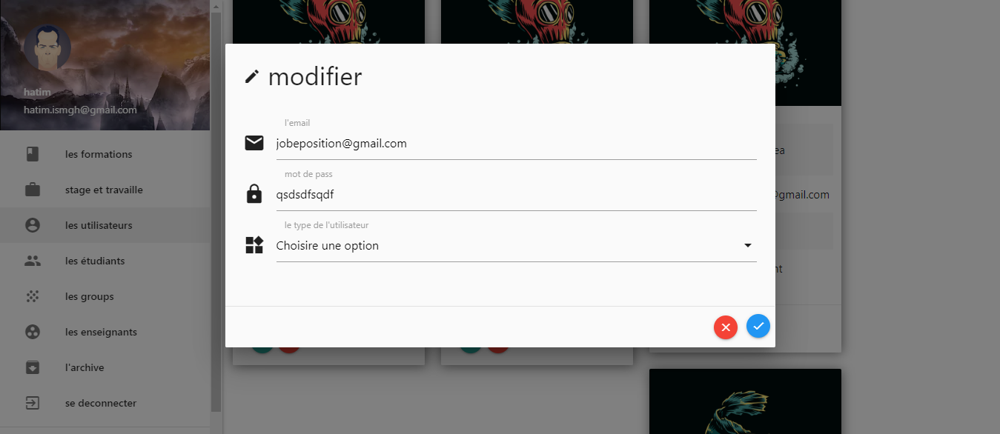 hatim
hatim.ismgh@gmail.com
les formations
stage et travaille
les utilisateurs
les étudiants
les groups
les enseignants
l'archive
se deconnecter
modifier
l'email
jobeposition@gmail.com
mot de pass
qsdsdfsqdf
le type de l'utilisateur
Choisire une option
ea
@gmail.com
nt